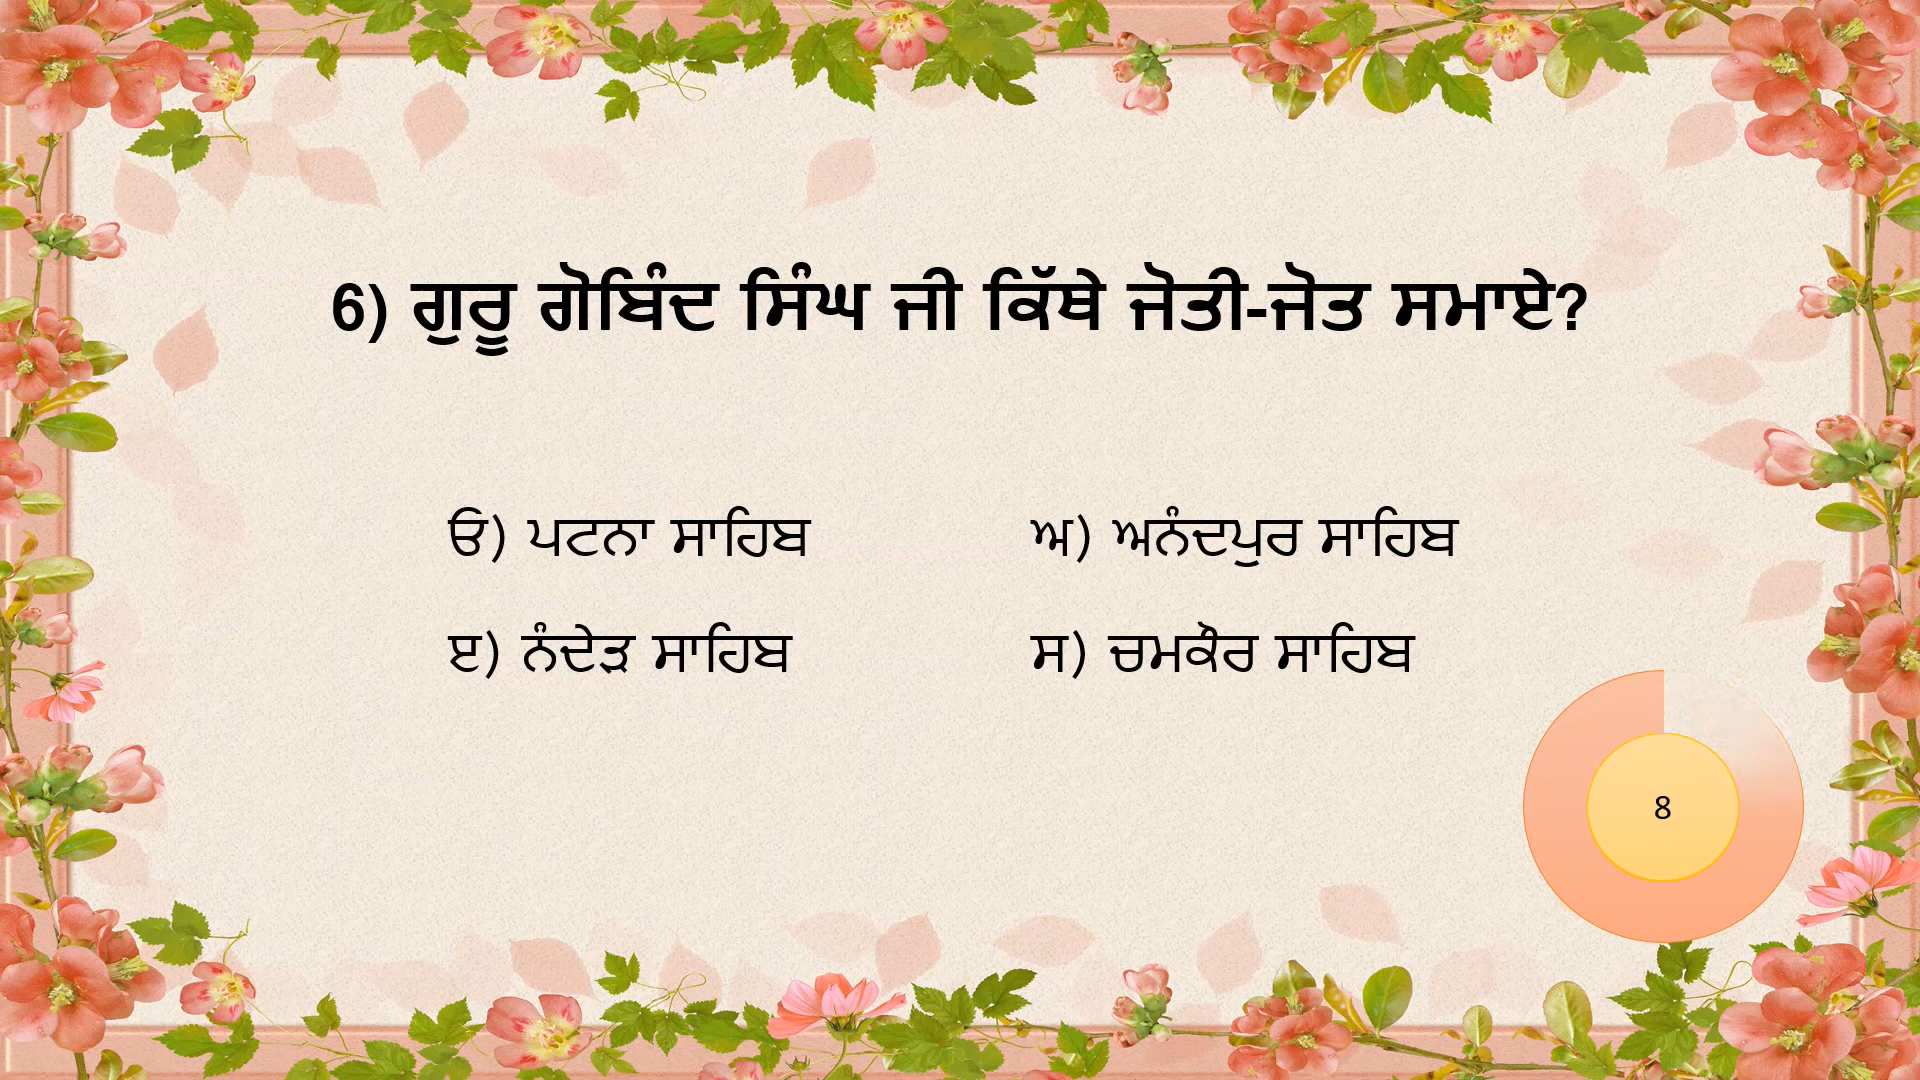 6) ਗੁਰੂ ਗੋਬਿੰਦ ਸਿੰਘ ਜੀ ਕਿੱਥੇ ਜੋਤੀ-ਜੋਤ ਸਮਾਏ?
ੳ) ਪਟਨਾ ਸਾਹਿਬ
ਅ) ਅਨੰਦਪੁਰ ਸਾਹਿਬ
ੲ) ਨੰਦੇੜ ਸਾਹਿਬ
ਸ) ਚਮਕੌਰ ਸਾਹਿਬ
8